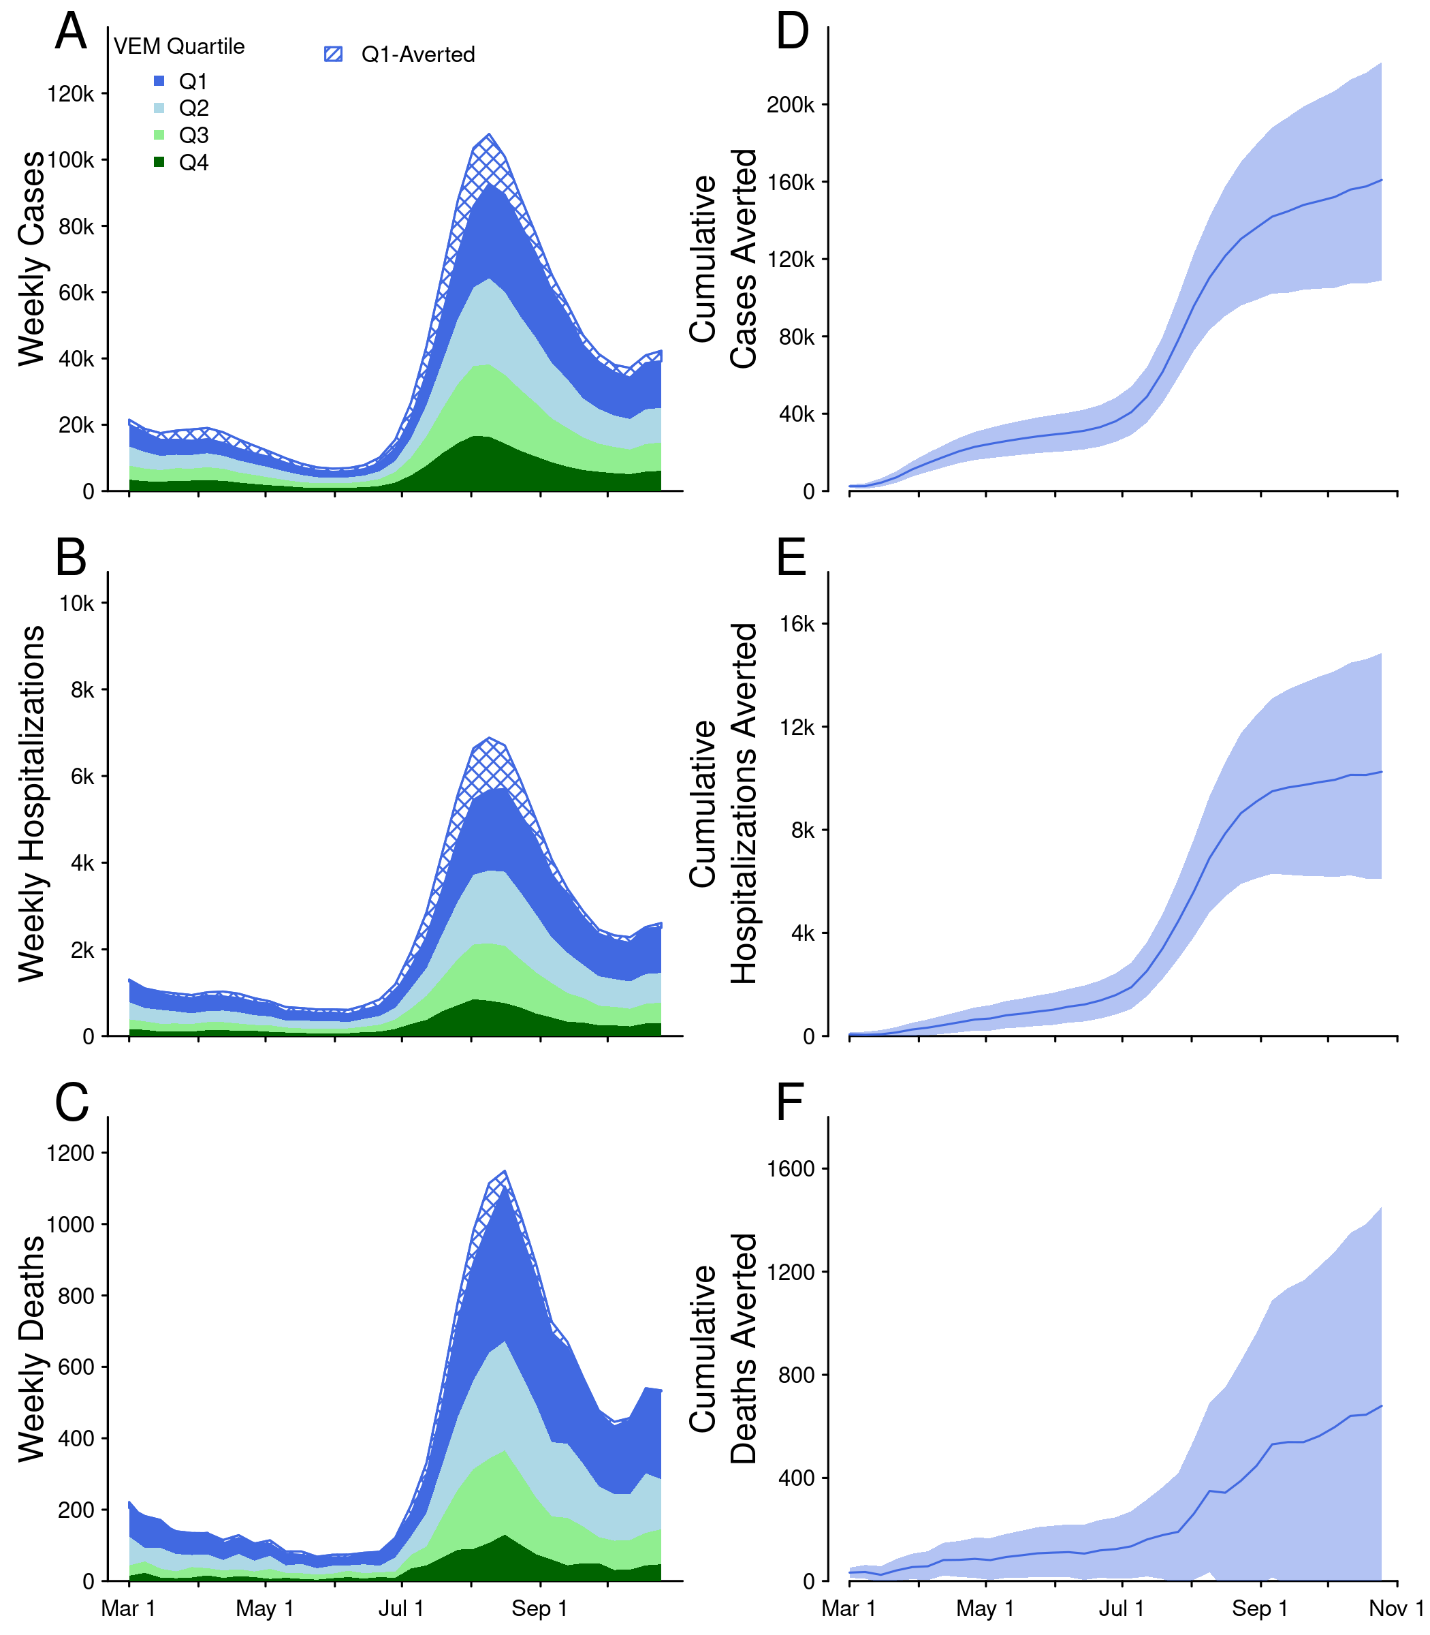 A
VEM Quartile
Q1
Q2
Q3
Q4
Q1-Averted
Weekly Cases
120k
100k
80k
60k
40k
20k
0
D
Cumulative
Cases Averted
200k
160k
120k
80k
40k
0
B
Weekly Hospitalizations
10k
8k
6k
4k
2k
0
E
Cumulative
Hospitalizations Averted
16k
12k
8k
4k
0
C
Weekly Deaths
1200
1000
800
600
400
200
0
Mar 1
May 1
Jul 1
Sep 1
F
Cumulative
Deaths Averted
1600
1200
800
400
0
Mar 1
May 1
Jul 1
Sep 1
Nov 1